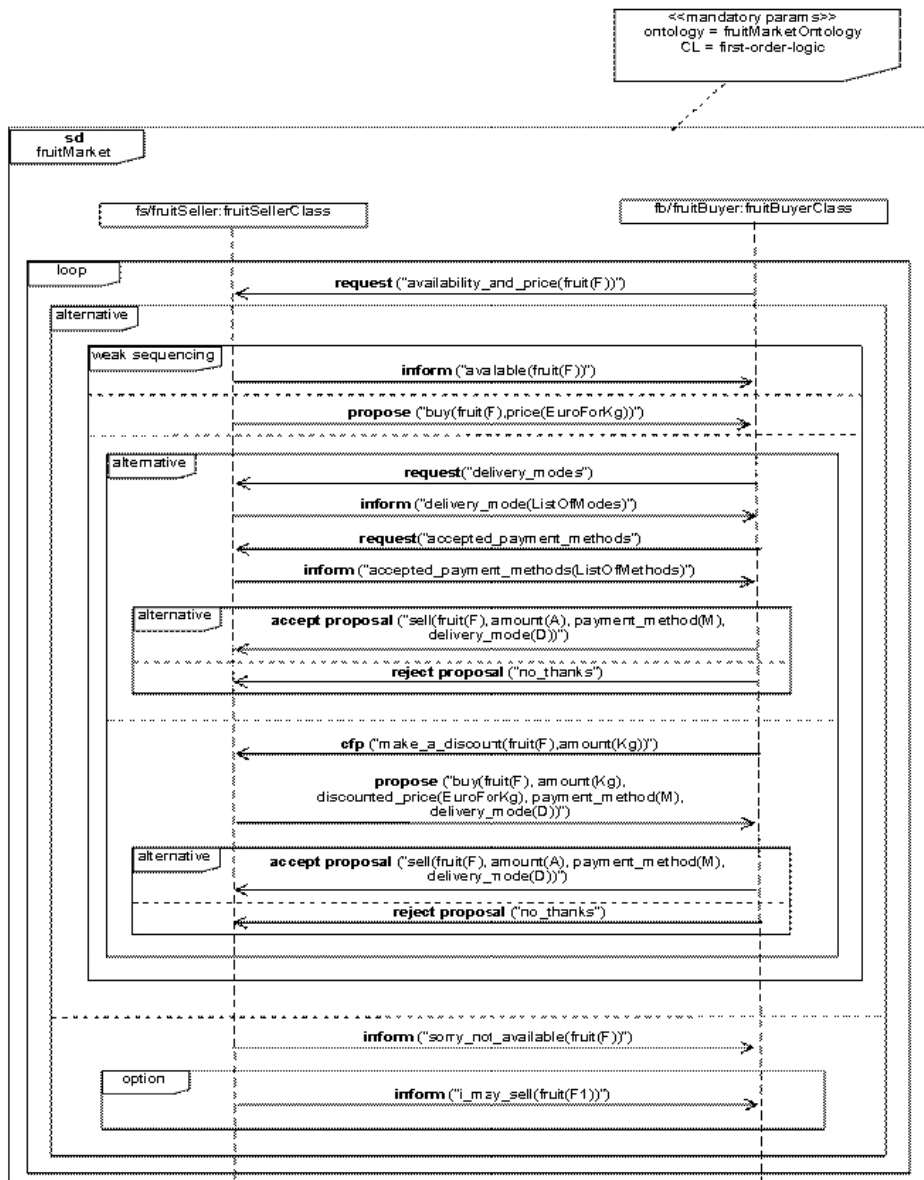 <<mandatory params>>
ontology = fruitMarketOntology
CL = first-order-logic
sd
fruitMarket
fs/fruitSeller:fruitSellerClass
fb/fruitBuyer:fruitBuyerClass
loop
request ("availability_and_price(fruit(F))")
alternative
weak sequencing
inform ("available(fruit(F))")
propose ("buy(fruit(F),price(EuroForKg))")
alternative
request("delivery_modes")
inform ("delivery_mode(ListOfModes)")
request("accepted_payment_methods")
inform ("accepted_payment_methods(ListOfMethods)")
alternative
accept proposal ("sell(fruit(F), amount(A), payment_method(M),
delivery_mode(D))")
reject proposal ("no_thanks")
cfp ("make_a_discount(fruit(F),amount(Kg))")
propose ("buy(fruit(F), amount(Kg),
discounted_price(EuroForKg), payment_method(M),
delivery_mode(D))")
alternative
accept proposal ("sell(fruit(F), amount(A), payment_method(M),
delivery_mode(D))")
reject proposal ("no_thanks")
inform ("sorry_not_available(fruit(F))")
option
inform ("i_may_sell(fruit(F1))")